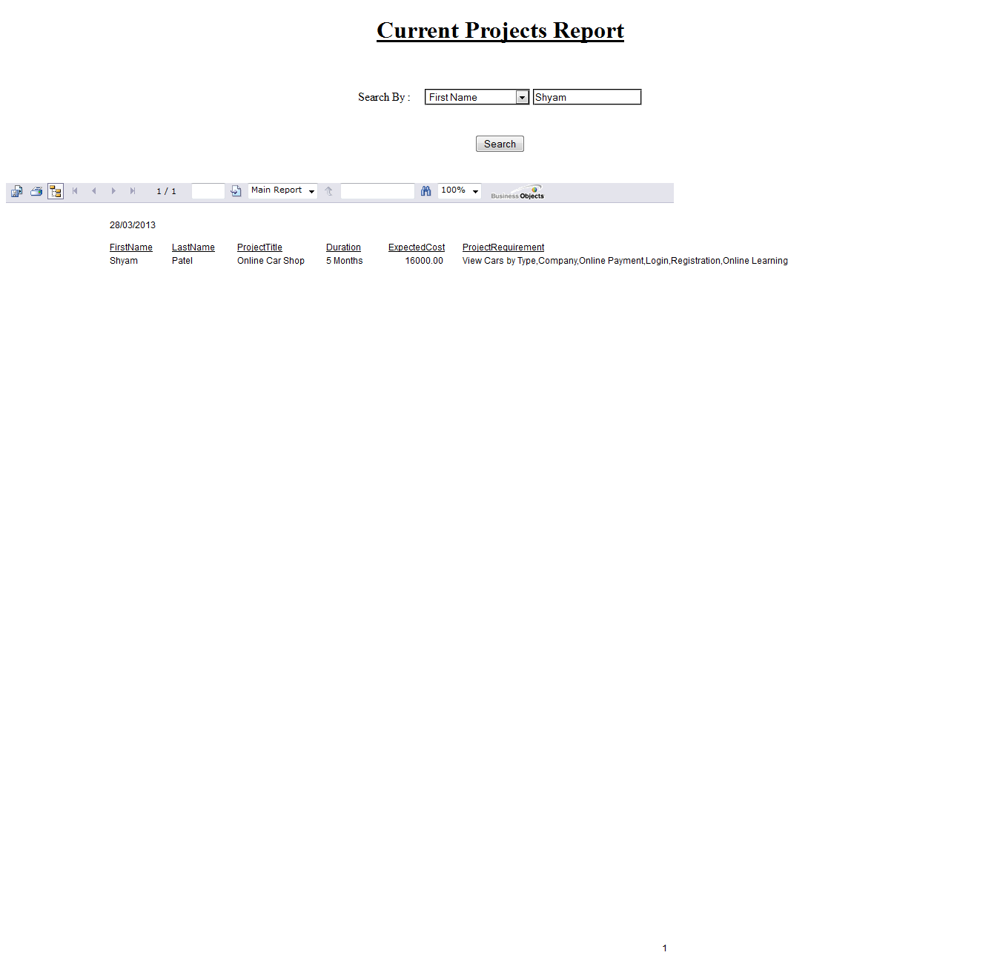 Current Projects Report
Search By : First Name Shyam
Search
1 / 1 Main Report 100% Business Objects
28/03/2013
FirstName LastName ProjectTitle Duration ExpectedCost ProjectRequirement
Shyam Patel Online Car Shop 5 Months 16000.00 View Cars by Type,Company,Online Payment,Login,Registration,Online Learning
1